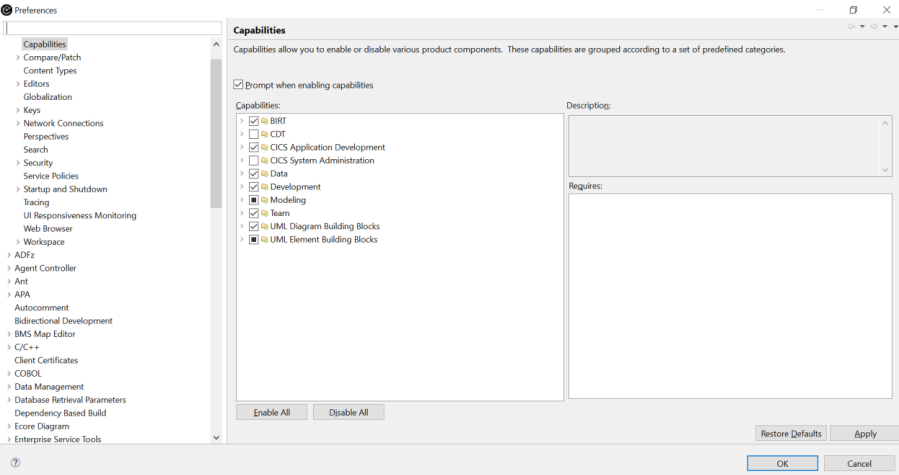 Preferences
Capabilities
Compare/Patch
Content Types
Editors
Globalization
Keys
Network Connections
Perspectives
Search
Security
Service Policies
Startup and Shutdown
Tracing
UI Responsiveness Monitoring
Web Browser
Workspace
ADFz
Agent Controller
Ant
APA
Autocomment
Bidirectional Development
BMS Map Editor
C/C++
Client Certificates
COBOL
Data Management
Database Retrieval Parameters
Dependency Based Build
Ecore Diagram
Enterprise Service Tools
Capabilities
Capabilities allow you to enable or disable various product components. These capabilities are grouped according to a set of predefined categories.
Prompt when enabling capabilities
Capabilities:
BIRT
CDT
CICS Application Development
CICS System Administration
Data
Development
Modeling
Team
UML Diagram Building Blocks
UML Element Building Blocks
Enable All
Disable All
Description:
Requires:
Restore Defaults
Apply
OK
Cancel